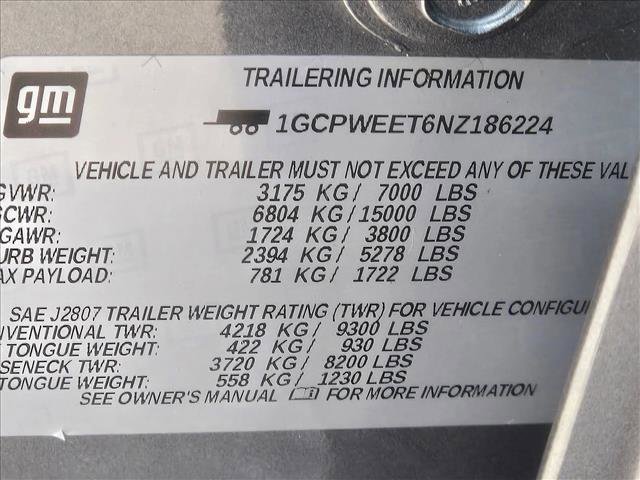 gm
TRAILERING INFORMATION
1GCPWEET6NZ186224
VEHICLE AND TRAILER MUST NOT EXCEED ANY OF THESE VAL
GVWR: 3175 KG / 7000 LBS
GCWR: 6804 KG / 15000 LBS
GAWR: 1724 KG / 3800 LBS
URB WEIGHT: 2394 KG / 5278 LBS
AX PAYLOAD: 781 KG / 1722 LBS
SAE J2807 TRAILER WEIGHT RATING (TWR) FOR VEHICLE CONFIGU
NVENTIONAL TWR: 4218 KG / 9300 LBS
TONGUE WEIGHT: 422 KG / 930 LBS
SENECK TWR: 3720 KG / 8200 LBS
TONGUE WEIGHT: 558 KG / 1230 LBS
SEE OWNER'S MANUAL FOR MORE INFORMATION